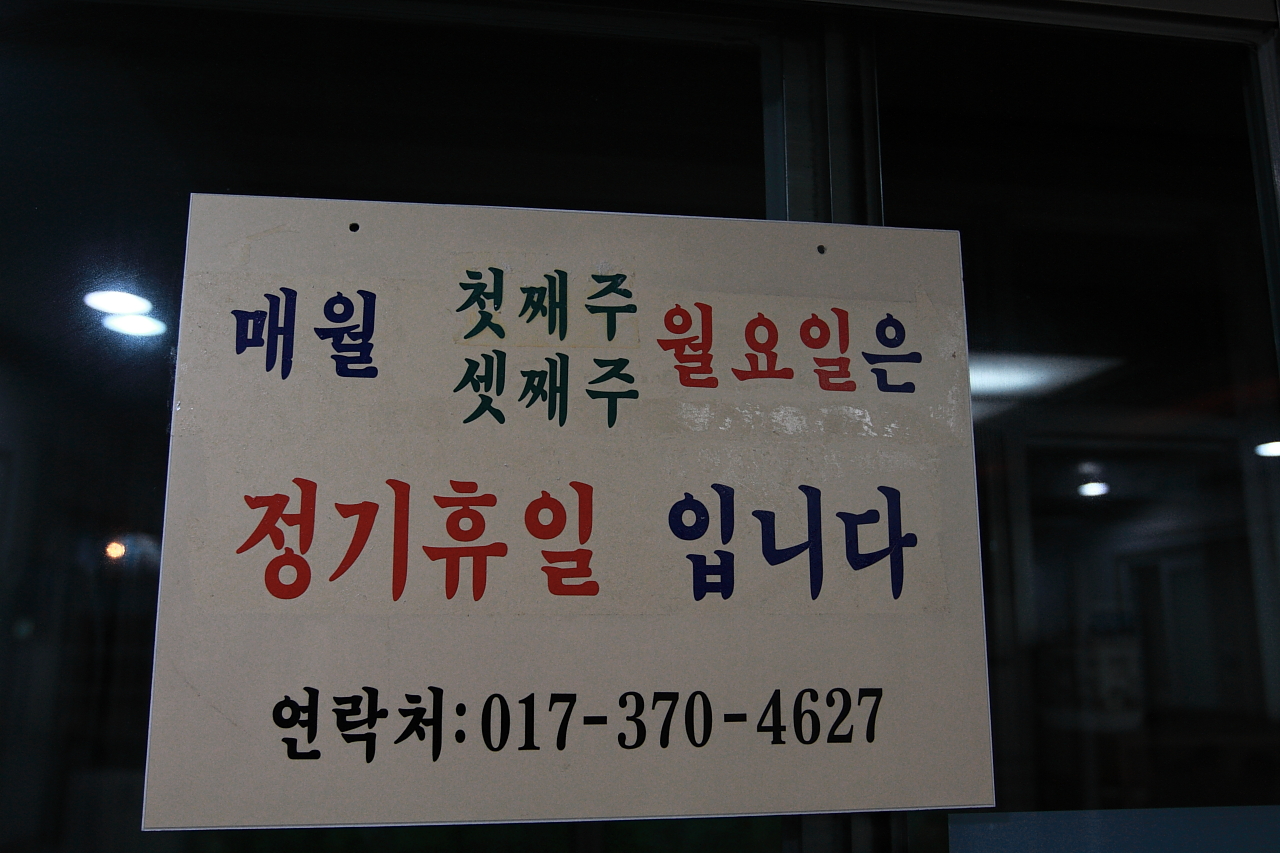 매월 첫째주 월요일은
셋째주
정기휴일 입니다
연락처:017-370-4627